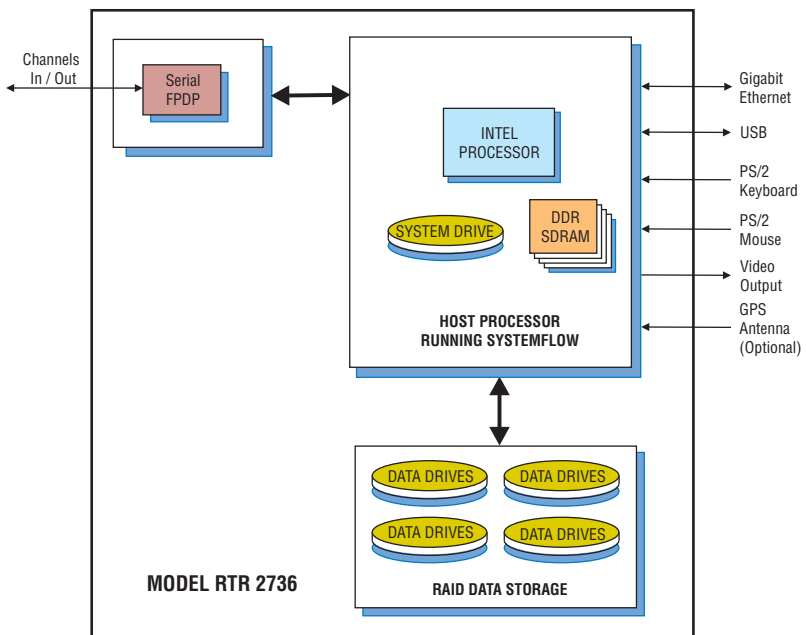 Channels
In / Out
Serial
FPDP
INTEL
PROCESSOR
SYSTEM DRIVE
DDR
SDRAM
HOST PROCESSOR
RUNNING SYSTEMFLOW
Gigabit
Ethernet
USB
PS/2
Keyboard
PS/2
Mouse
Video
Output
GPS
Antenna
(Optional)
DATA DRIVES
DATA DRIVES
DATA DRIVES
DATA DRIVES
RAID DATA STORAGE
MODEL RTR 2736